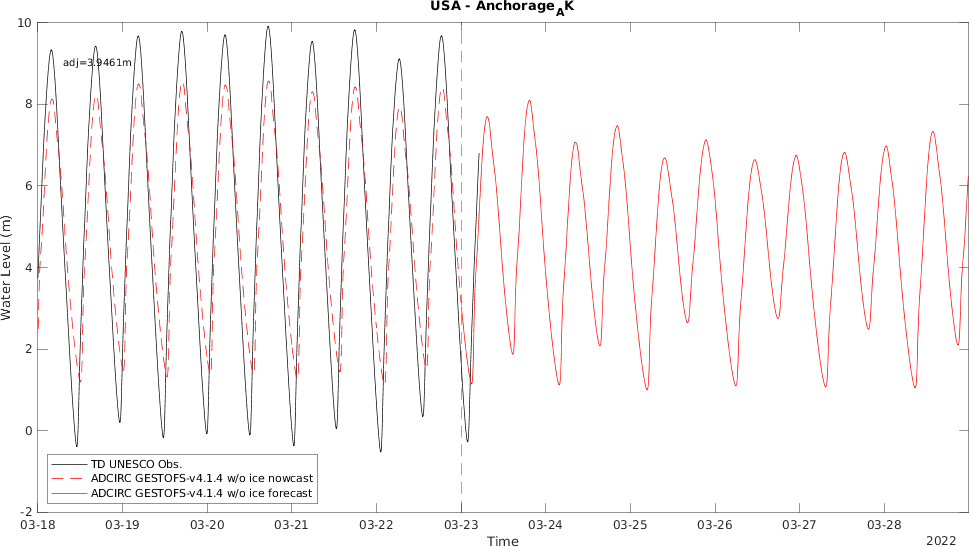 USA - Anchorage_AK
10
adj=3.9461m
8
6
4
2
0
-2
Water Level (m)
TD UNESCO Obs.
ADCIRC GESTOFS-v4.1.4 w/o ice nowcast
ADCIRC GESTOFS-v4.1.4 w/o ice forecast
03-18 03-19 03-20 03-21 03-22 03-23 03-24 03-25 03-26 03-27 03-28
Time
2022